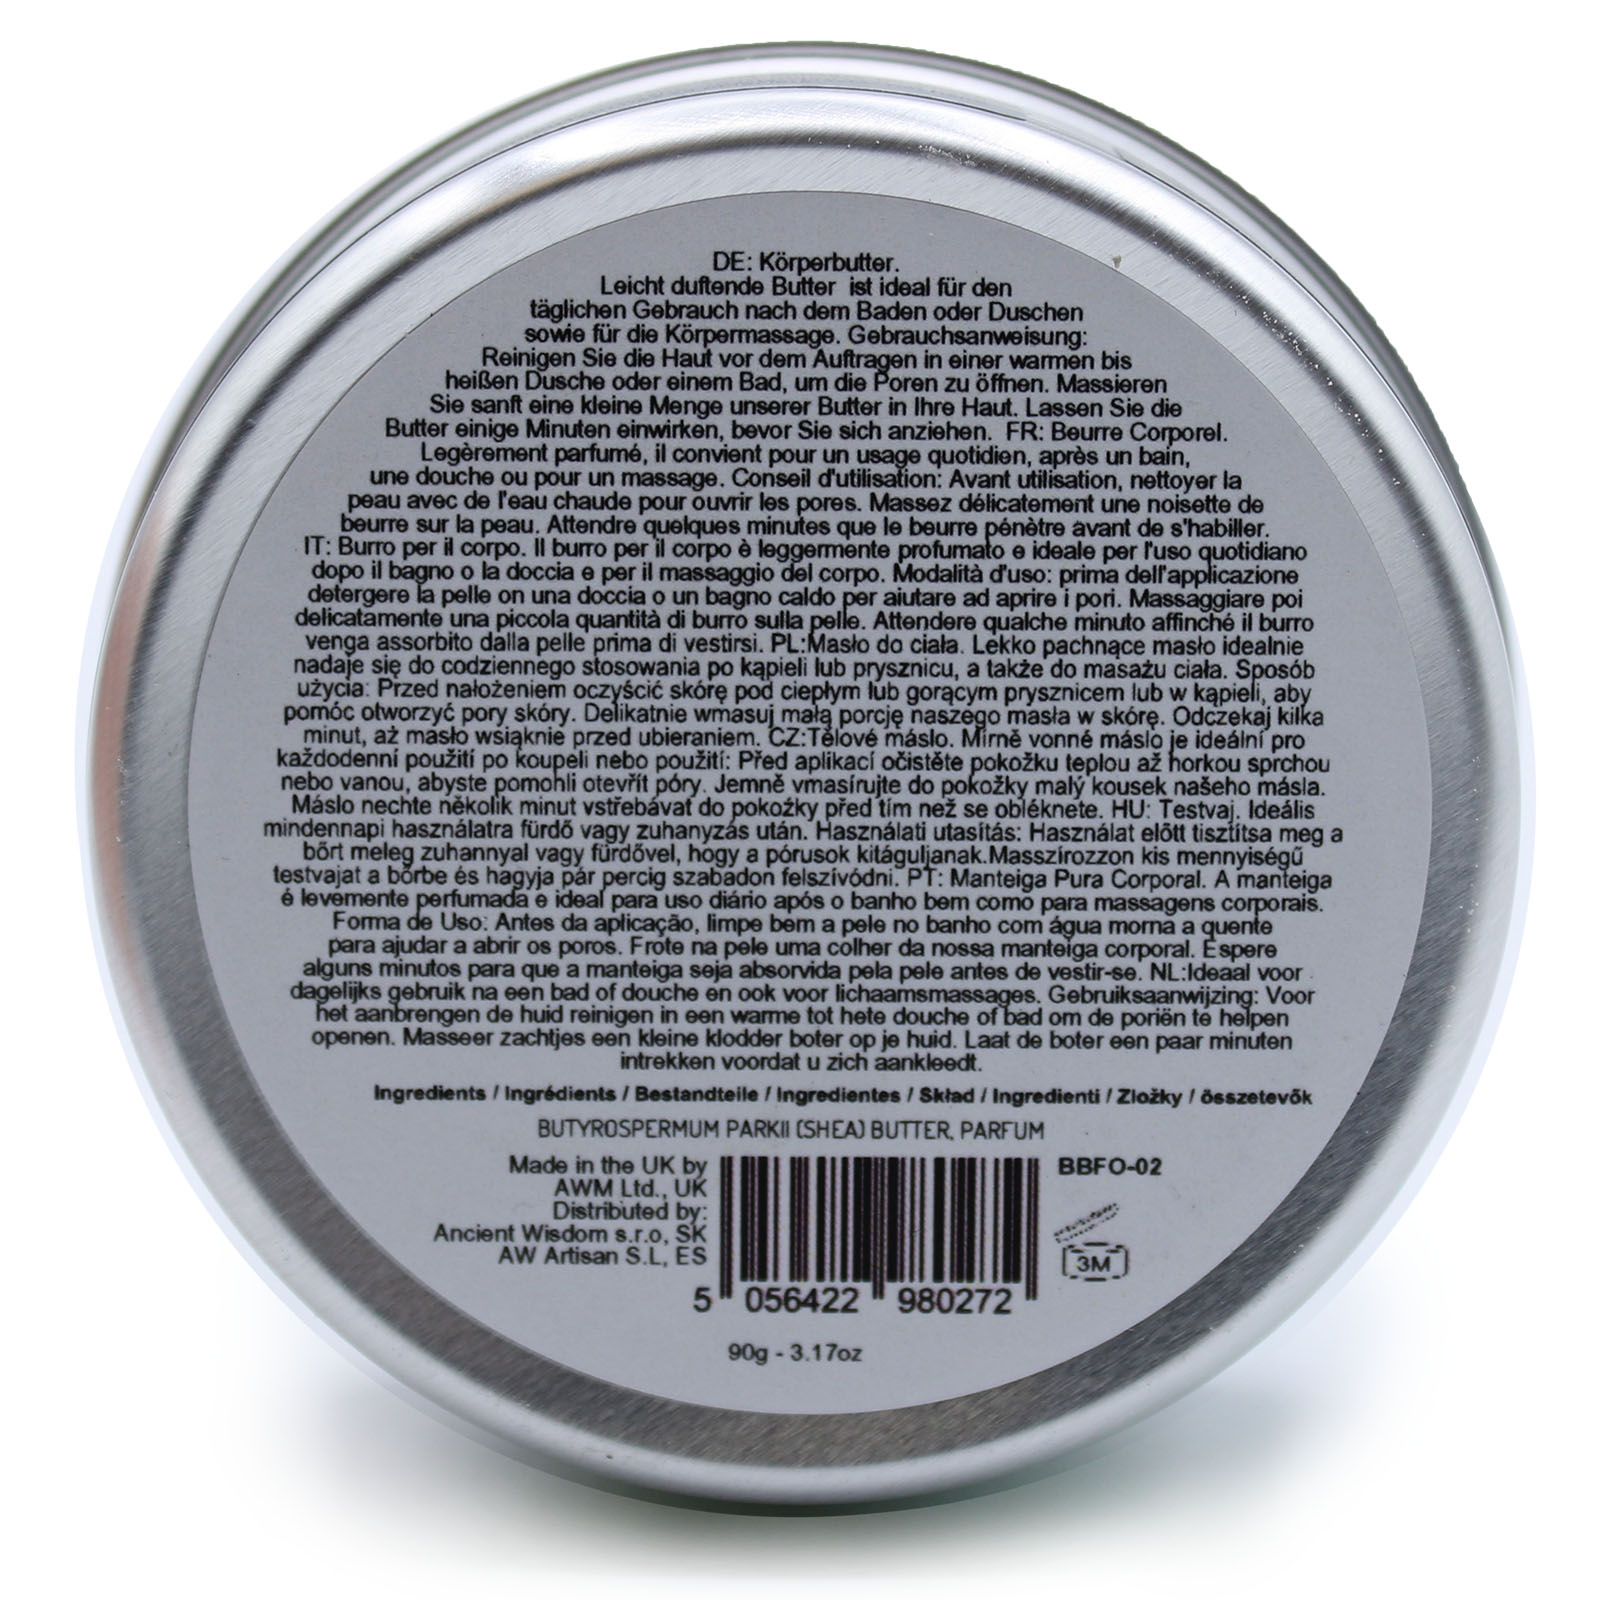 DE: Körperbutter.
Leicht duftende Butter ist ideal für den
täglichen Gebrauch nach dem Baden oder Duschen
sowie für die Körpermassage. Gebrauchsanweisung:
Reinigen Sie die Haut vor dem Auftragen in einer warmen bis
heißen Dusche oder einem Bad, um die Poren zu öffnen. Massieren
Sie sanft eine kleine Menge unserer Butter in Ihre Haut. Lassen Sie die
Butter einige Minuten einwirken, bevor Sie sich anziehen. FR: Beurre Corporel.
Legèrement parfumé, il convient pour un usage quotidien, après un bain,
une douche ou pour un massage. Conseil d'utilisation: Avant utilisation, nettoyer la
peau avec de l'eau chaude pour ouvrir les pores. Massez délicatement une noisette de
beurre sur la peau. Attendre quelques minutes que le beurre pénètre avant de s'habiller.
IT: Burro per il corpo. Il burro per il corpo è leggermente profumato e ideale per l'uso quotidiano
dopo il bagno o la doccia e per il massaggio del corpo. Modalità d'uso: prima dell'applicazione
detergere la pelle on una doccia o un bagno caldo per aiutare ad aprire i pori. Massaggiare poi
delicatamente una piccola quantità di burro sulla pelle. Attendere qualche minuto affinché il burro
venga assorbito dalla pelle prima di vestirsi. PL:Masło do ciała. Lekko pachnące masło idealnie
nadaje się do codziennego stosowania po kąpieli lub prysznicu, a także do masażu ciała. Sposób
użycia: Przed nałożeniem oczyścić skórę pod ciepłym lub gorącym prysznicem lub w kąpieli, aby
pomóc otworzyć pory skóry. Delikatnie wmasuj małą porcję naszego masła w skórę. Odczekaj kilka
minut, aż masło wsiąknie przed ubieraniem. CZ:Tělové máslo. Mírně vonné máslo je ideální pro
každodenní použití po koupeli nebo použití: Před aplikací očistěte pokožku teplou až horkou sprchou
nebo vanou, abyste pomohli otevřít póry. Jemně vmasírujte do pokožky malý kousek našeho másla.
Máslo nechte několik minut vstřebávat do pokožky před tím než se obléknete. HU: Testvaj. Ideális
mindennapi használatra fürdő vagy zuhanyzás után. Használati utasítás: Használat előtt tisztítsa meg a
bőrt meleg zuhannyal vagy fürdővel, hogy a pórusok kitáguljanak.Masszírozzon kis mennyiségű
testvajat a bőrbe és hagyja pár percig szabadon felszívódni. PT: Manteiga Pura Corporal. A manteiga
é levemente perfumada e ideal para uso diário após o banho bem como para massagens corporais.
Forma de Uso: Antes da aplicação, limpe bem a pele no banho com água morna a quente
para ajudar a abrir os poros. Frote na pele uma colher da nossa manteiga corporal. Espere
alguns minutos para que a manteiga seja absorvida pela pele antes de vestir-se. NL:Ideaal voor
dagelijks gebruik na een bad of douche en ook voor lichaamsmassages. Gebruiksaanwijzing: Voor
het aanbrengen de huid reinigen in een warme tot hete douche of bad om de poriën te helpen
openen. Masseer zachtjes een kleine klodder boter op je huid. Laat de boter een paar minuten
intrekken voordat u zich aankleedt.
Ingredients / Ingrédients / Bestandteile / Ingredientes / Skład / Ingredienti / Zložky / összetevők
BUTYROSPERMUM PARKII (SHEA) BUTTER, PARFUM
Made in the UK by
AWM Ltd., UK
Distributed by:
Ancient Wisdom s.r.o, SK
AW Artisan S.L, ES
BBFO-02
3M
5 056422 980272
90g - 3.17oz